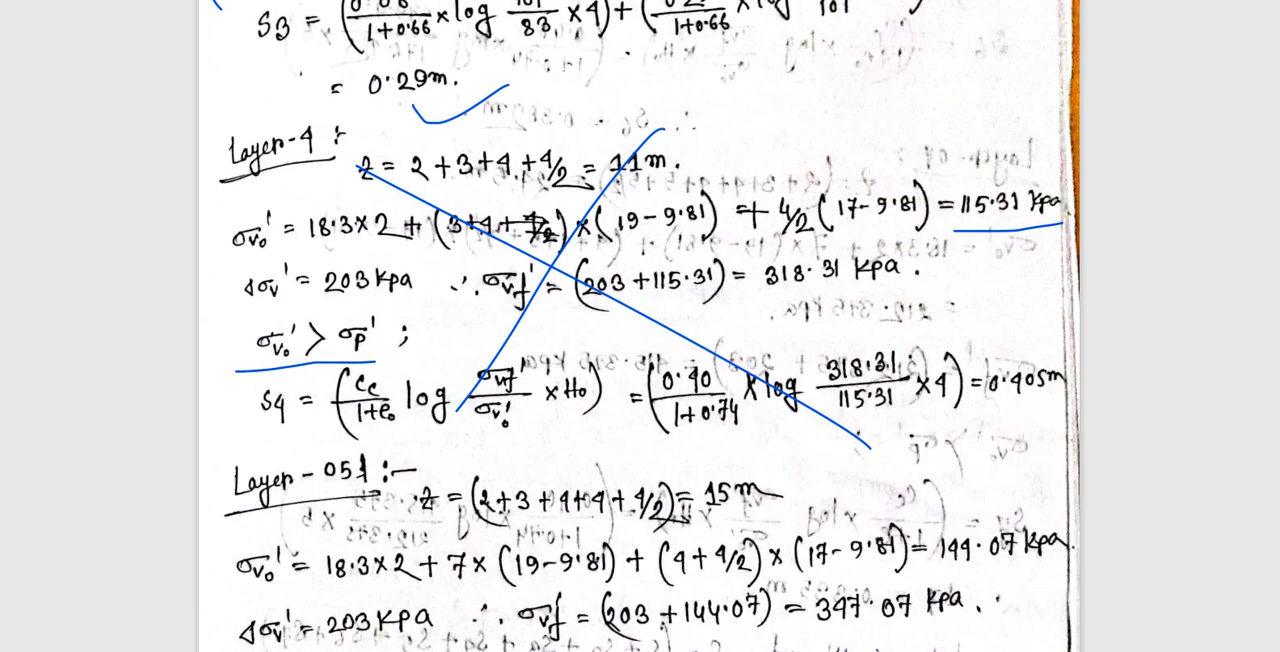 S3 = ( /1+0.66 × log /83 × 4) + ( /1+0.66 × log 101
= 0.29m.
Layer-4 :-
z = 2 + 3 + 4 + 4/2 = 11m.
σv₀' = 18.3×2 + (3+4+4/2) × (19-9.81) + 4/2 (17-9.81) = 115.31 kpa
Δσv' = 203 kpa ∴ σvf' = (203 + 115.31) = 318.31 kpa.
σv₀' > σp' ;
S4 = (Cc/1+e₀ log σvf'/σv₀' × H₀) = (0.40/1+0.74 × log 318.31/115.31 × 4) = 0.405m
Layer-05 :-
z = (2+3+4+4+4/2) = 15m
σv₀' = 18.3×2 + 7×(19-9.81) + (4+4/2) × (17-9.81) = 144.07 kpa.
Δσv' = 203 kpa ∴ σvf' = (203 + 144.07) = 347.07 kpa.